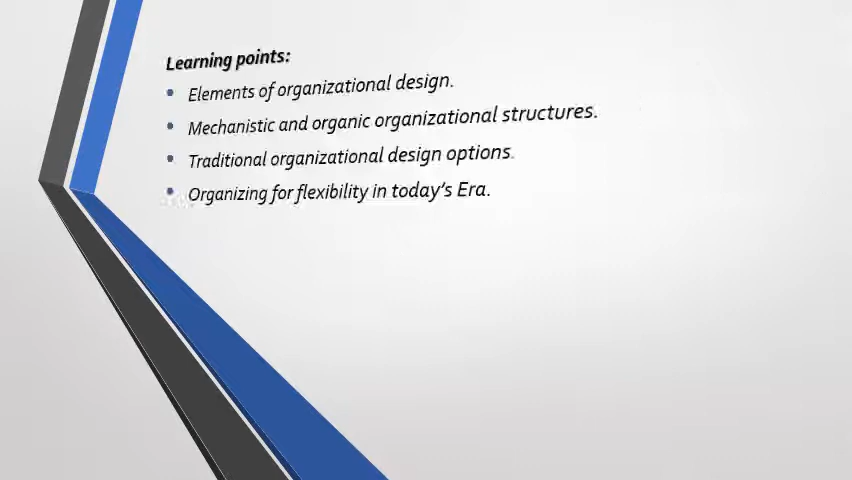 Learning points:
• Elements of organizational design.
• Mechanistic and organic organizational structures.
• Traditional organizational design options.
• Organizing for flexibility in today's Era.